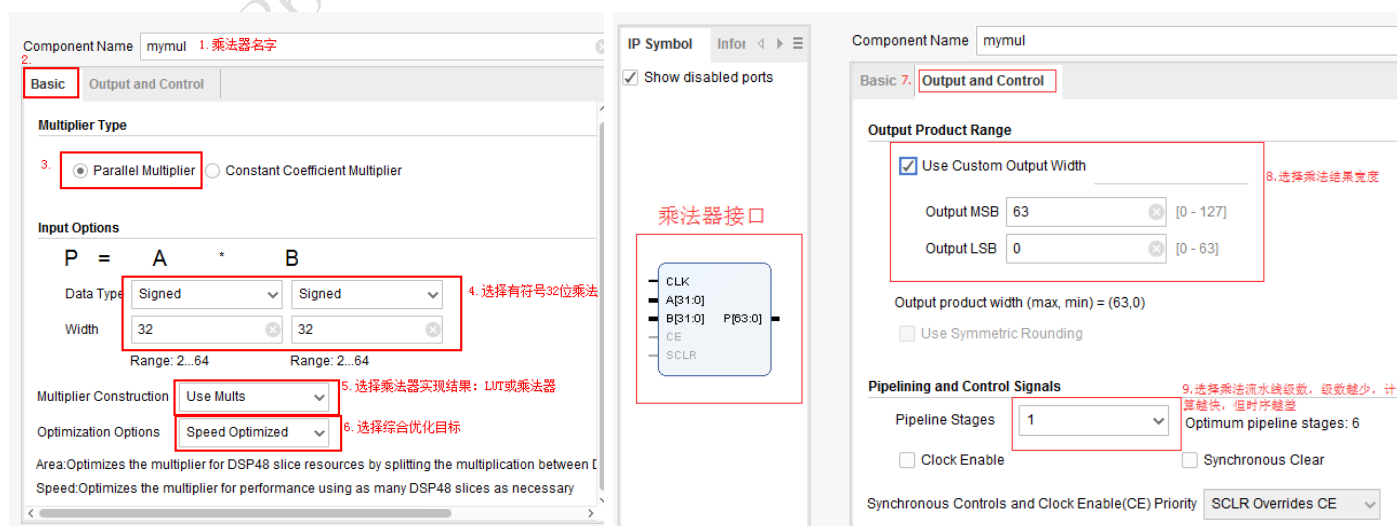 Component Name mymul 1.乘法器名字
2.
Basic Output and Control
Multiplier Type
3. Parallel Multiplier Constant Coefficient Multiplier
Input Options
P = A * B
Data Type Signed Signed 4.选择有符号32位乘法
Width 32 32
Range: 2...64 Range: 2...64
5.选择乘法器实现结果：LUT或乘法器
Multiplier Construction Use Mults
Optimization Options Speed Optimized 6.选择综合优化目标
Area:Optimizes the multiplier for DSP48 slice resources by splitting the multiplication between
Speed:Optimizes the multiplier for performance using as many DSP48 slices as necessary
IP Symbol Infor
Show disabled ports
乘法器接口
CLK
A[31:0]
B[31:0] P[63:0]
CE
SCLR
Component Name mymul
Basic 7. Output and Control
Output Product Range
Use Custom Output Width
8.选择乘法结果宽度
Output MSB 63 [0 - 127]
Output LSB 0 [0 - 63]
Output product width (max, min) = (63,0)
Use Symmetric Rounding
Pipelining and Control Signals
9.选择乘法流水线级数，级数越少，计
算越快，但时序越差
Pipeline Stages 1 Optimum pipeline stages: 6
Clock Enable Synchronous Clear
Synchronous Controls and Clock Enable(CE) Priority SCLR Overrides CE